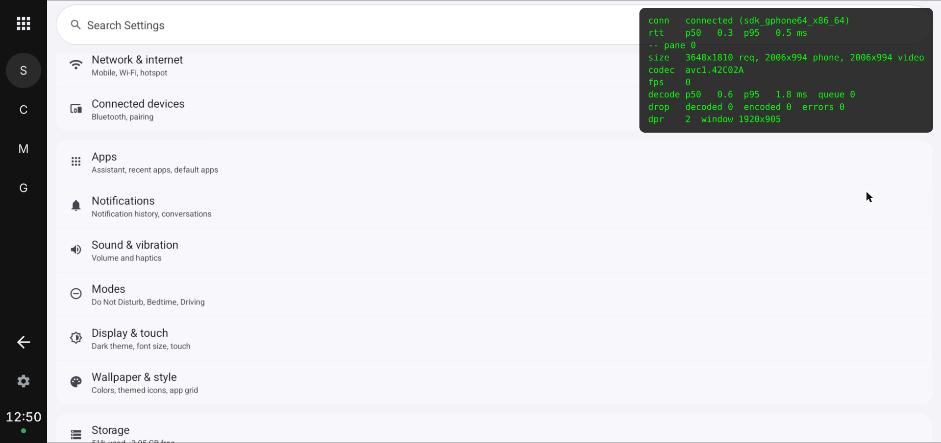 Search Settings
conn connected (sdk_gphone64_x86_64)
rtt p50 0.3 p95 0.5 ms
-- pane 0
size 3648x1810 req, 2006x994 phone, 2006x994 video
codec avc1.42C02A
fps 0
decode p50 0.6 p95 1.8 ms queue 0
drop decoded 0 encoded 0 errors 0
dpr 2 window 1920x905
S
C
M
G
12:50
Network & internet
Mobile, Wi-Fi, hotspot
Connected devices
Bluetooth, pairing
Apps
Assistant, recent apps, default apps
Notifications
Notification history, conversations
Sound & vibration
Volume and haptics
Modes
Do Not Disturb, Bedtime, Driving
Display & touch
Dark theme, font size, touch
Wallpaper & style
Colors, themed icons, app grid
Storage